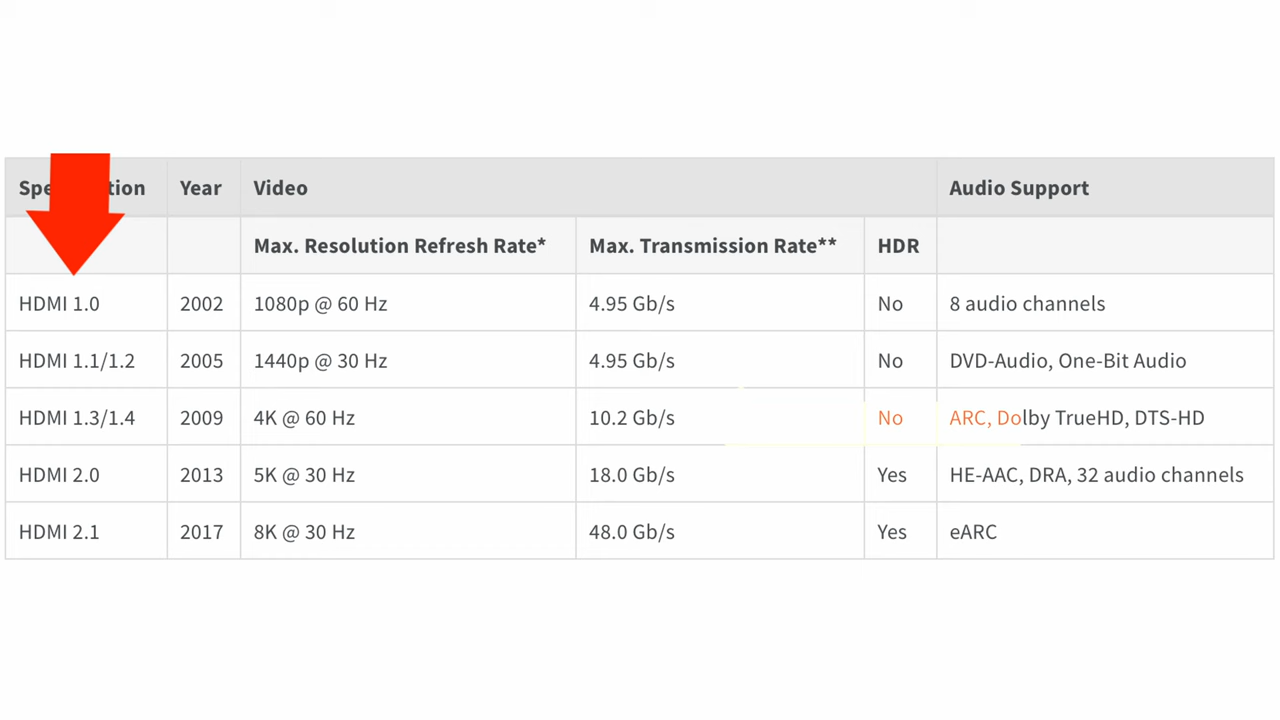 Spe tion Year Video Audio Support
Max. Resolution Refresh Rate* Max. Transmission Rate** HDR
HDMI 1.0 2002 1080p @ 60 Hz 4.95 Gb/s No 8 audio channels
HDMI 1.1/1.2 2005 1440p @ 30 Hz 4.95 Gb/s No DVD-Audio, One-Bit Audio
HDMI 1.3/1.4 2009 4K @ 60 Hz 10.2 Gb/s No ARC, Dolby TrueHD, DTS-HD
HDMI 2.0 2013 5K @ 30 Hz 18.0 Gb/s Yes HE-AAC, DRA, 32 audio channels
HDMI 2.1 2017 8K @ 30 Hz 48.0 Gb/s Yes eARC